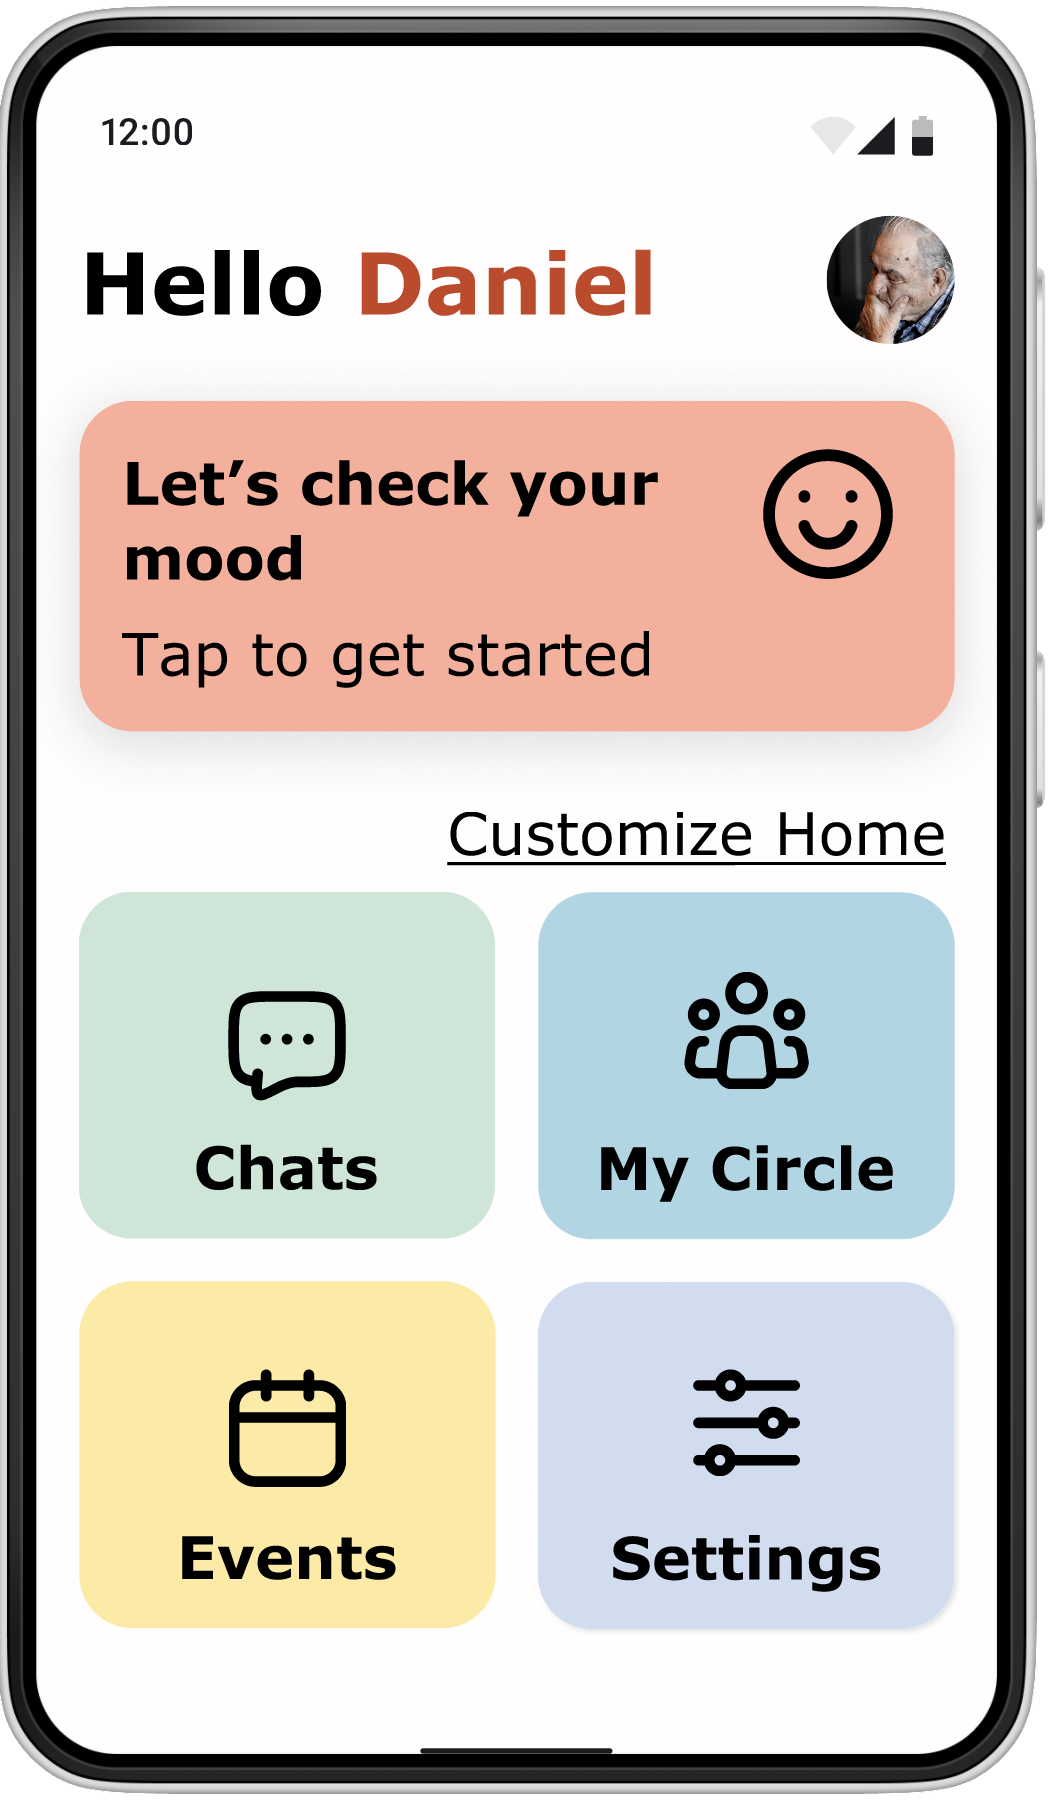 12:00
Hello Daniel
Let’s check your
mood
Tap to get started
Customize Home
Chats
My Circle
Events
Settings